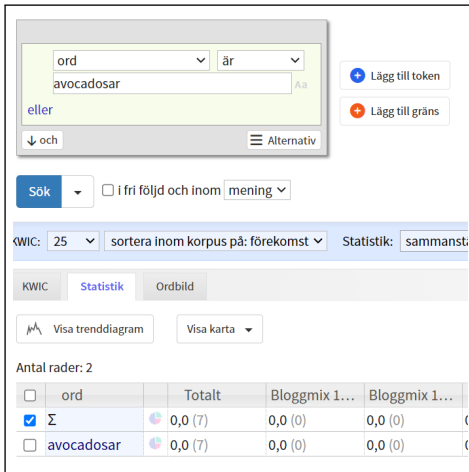 ord är
avocadosar Aa
eller
och Alternativ
Lägg till token
Lägg till gräns
Sök i fri följd och inom mening
KWIC: 25 sortera inom korpus på: förekomst Statistik:
KWIC Statistik Ordbild
Visa trenddiagram Visa karta
Antal rader: 2
ord Totalt Bloggmix 1… Bloggmix 1…
Σ 0,0 (7) 0,0 (0) 0,0 (0)
avocadosar 0,0 (7) 0,0 (0) 0,0 (0)